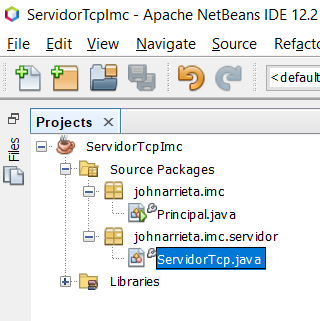 ServidorTcpImc - Apache NetBeans IDE 12.2
File Edit View Navigate Source Refacto
<default
Files
Projects
ServidorTcpImc
Source Packages
johnarrieta.imc
Principal.java
johnarrieta.imc.servidor
ServidorTcp.java
Libraries